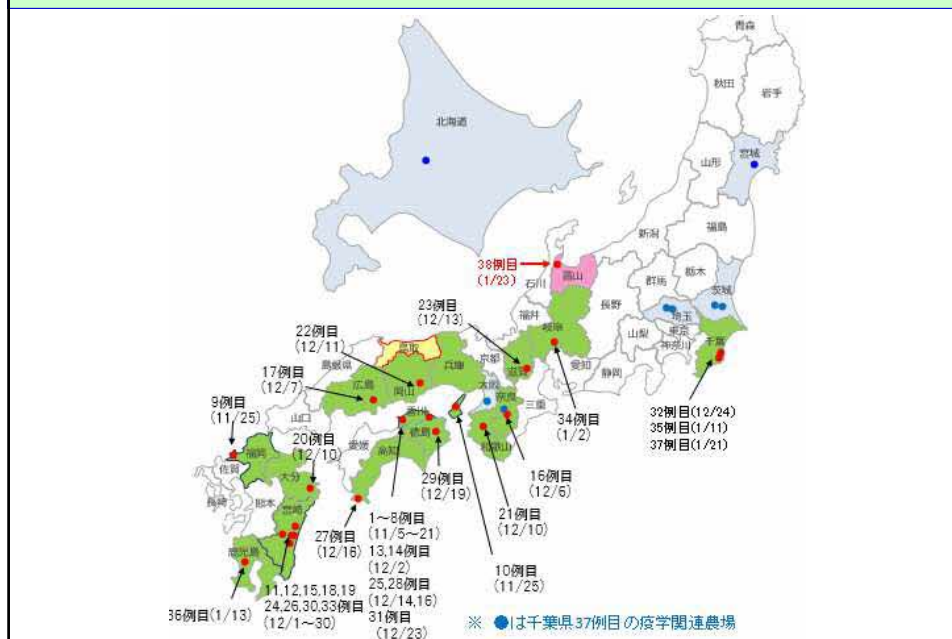 青森
秋田
岩手
北海道
宮城
山形
新潟
福島
38例目
(1/23)
富山
石川
群馬
栃木
茨城
長野
埼玉
23例目
(12/13)
福井
岐阜
山梨
東京
神奈川
千葉
22例目
(12/11)
鳥取
兵庫
京都
滋賀
愛知
静岡
島根県
17例目
(12/7)
広島
岡山
大阪
奈良
三重
34例目
(1/2)
32例目(12/24)
35例目(1/11)
37例目(1/21)
9例目
(11/25)
山口
香川
徳島
和歌山
20例目
(12/10)
愛媛
高知
福岡
佐賀
大分
長崎
熊本
宮崎
29例目
(12/19)
16例目
(12/6)
21例目
(12/10)
27例目
(12/16)
1~8例目
(11/5~21)
13,14例目
(12/2)
25,28例目
(12/14,16)
31例目
(12/23)
10例目
(11/25)
鹿児島
36例目(1/13)
11,12,15,18,19
24,26,30,33例目
(12/1~30)
※ ●は千葉県37例目の疫学関連農場